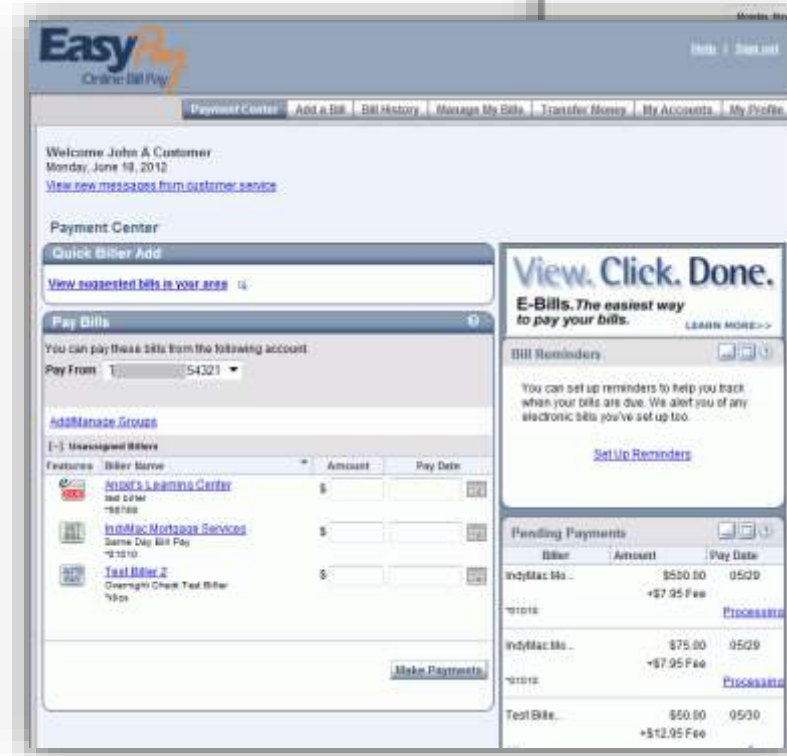 Easy Pay
Online Bill Pay
Help | Sign out
Payment Center
Add a Bill
Bill History
Manage My Bills
Transfer Money
My Accounts
My Profile
Welcome John A Customer
Monday, June 18, 2012
View new messages from customer service
Payment Center
Quick Biller Add
View suggested bills in your area
Pay Bills
You can pay these bills from the following account
Pay From 1 54321
Add/Manage Groups
[-] Unassigned Billers
Features Biller Name Amount Pay Date
Angel's Learning Center $
test biller
IndyMac Mortgage Services $
Same Day Bill Pay
*01010
Test Biller 2 $
Overnight Check Test Biller
Make Payments
View. Click. Done.
E-Bills. The easiest way
to pay your bills.
LEARN MORE>>
Bill Reminders
You can set up reminders to help you track
when your bills are due. We alert you of any
electronic bills you've set up too.
Set Up Reminders
Pending Payments
Biller Amount Pay Date
IndyMac Mo... $500.00 05/29
+$7.95 Fee
*01010 Processing
IndyMac Mo... $75.00 05/29
+$7.95 Fee
*01010 Processing
Test Bille... $50.00 05/30
+$12.95 Fee